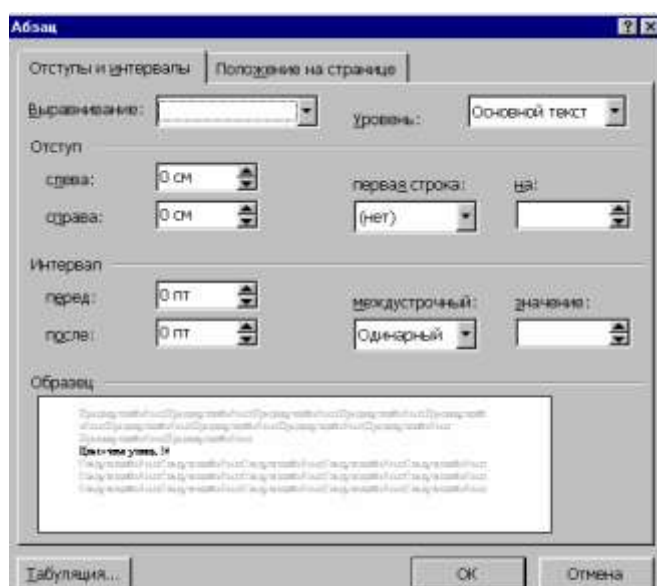 Абзац
Отступы и интервалы Положение на странице
Выравнивание: Уровень: Основной текст
Отступ
слева: 0 см первая строка: на:
справа: 0 см (нет)
Интервал
перед: 0 пт междустрочный: значение:
после: 0 пт Одинарный
Образец
Табуляция... ОК Отмена